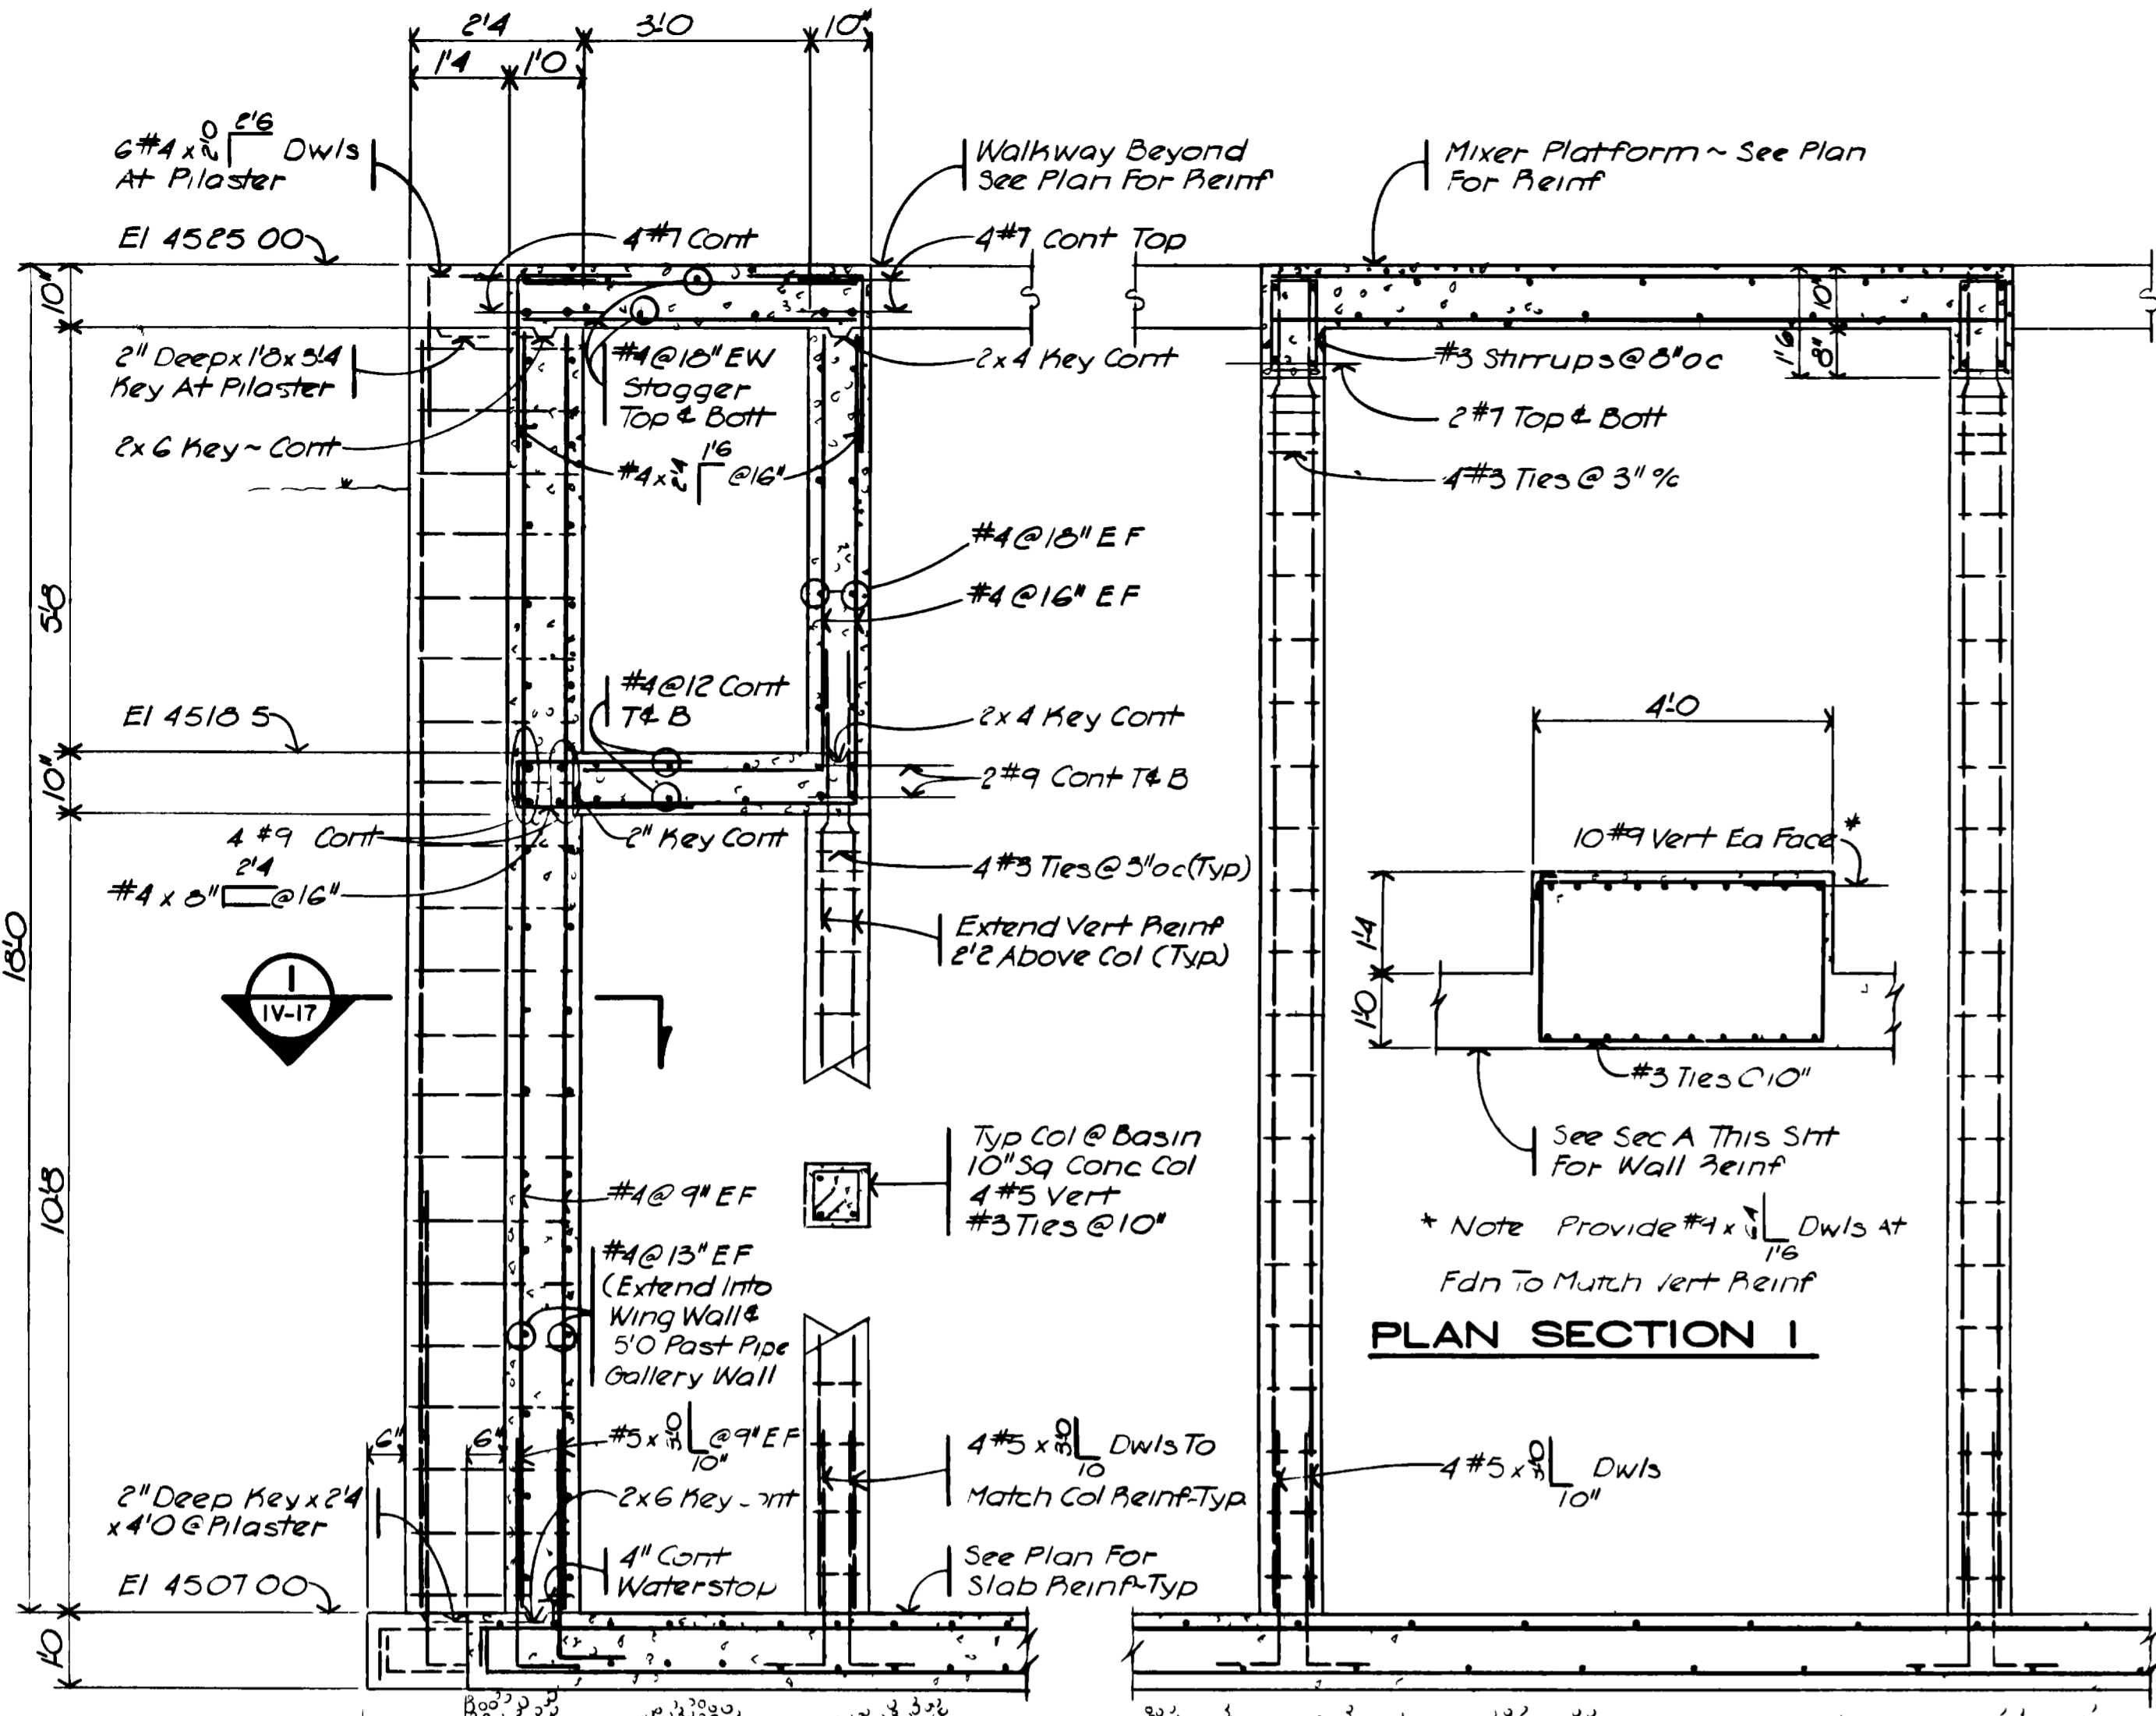 2'4
3'0
10"
1'4
1'0
6 #4 x 2'0 2'6 Dwls
At Pilaster
Walkway Beyond
See Plan For Reinf
Mixer Platform ~ See Plan
For Reinf
El 4525 00
4 #7 Cont
4 #7 Cont Top
10"
2" Deep x 1'8 x 3'4
Key At Pilaster
#4 @ 18" EW
Stagger
Top & Bott
2x4 Key Cont
#3 Stirrups @ 8" oc
10"
1'6
8"
2 #7 Top & Bott
2x6 Key ~ Cont
#4 x 2'4 1'6 @ 16"
4 #3 Ties @ 3" %
#4 @ 18" E F
#4 @ 16" E F
5'8
#4 @ 12 Cont
T & B
El 4518 5
2x4 Key Cont
4'-0
10"
2 #9 Cont T & B
4 #9 Cont
2" Key Cont
10 #9 Vert Ea Face *
2'4
#4 x 8" @ 16"
4 #3 Ties @ 3" oc (Typ)
Extend Vert Reinf
2'2 Above Col (Typ)
1'-4
1'-0
18'0
1
IV-17
#3 Ties @ 10"
Typ Col @ Basin
10" Sq Conc Col
4 #5 Vert
#3 Ties @ 10"
See Sec A This Sht
For Wall Reinf
10'8
#4 @ 9" EF
* Note Provide #4 x 1'6 Dwls At
Fdn To Match Vert Reinf
#4 @ 13" EF
(Extend Into
Wing Wall &
5'0 Past Pipe
Gallery Wall
PLAN SECTION 1
6"
6"
#5 x 3'0 10" @ 9" EF
4 #5 x 3'0 10 Dwls To
Match Col Reinf-Typ
4 #5 x 3'0 10" Dwls
2" Deep Key x 2'4
x 4'0 @ Pilaster
2x6 Key
4" Cont
Waterstop
See Plan For
Slab Reinf-Typ
El 4507 00
1'0